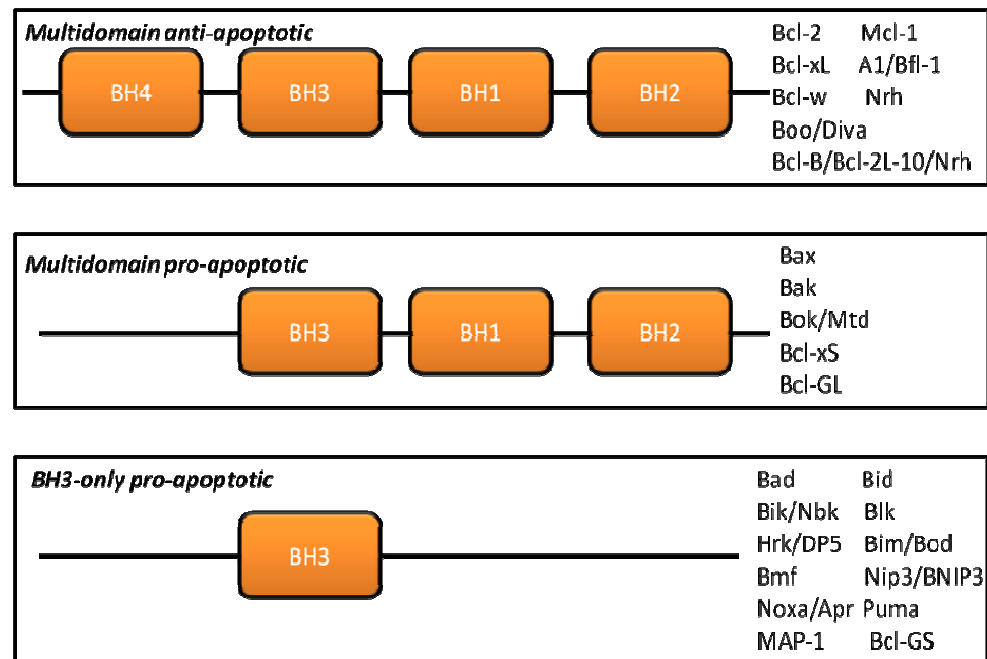 Multidomain anti-apoptotic
BH4 BH3 BH1 BH2
Bcl-2 Mcl-1
Bcl-xL A1/Bfl-1
Bcl-w Nrh
Boo/Diva
Bcl-B/Bcl-2L-10/Nrh
Multidomain pro-apoptotic
BH3 BH1 BH2
Bax
Bak
Bok/Mtd
Bcl-xS
Bcl-GL
BH3-only pro-apoptotic
BH3
Bad Bid
Bik/Nbk Blk
Hrk/DP5 Bim/Bod
Bmf Nip3/BNIP3
Noxa/Apr Puma
MAP-1 Bcl-GS